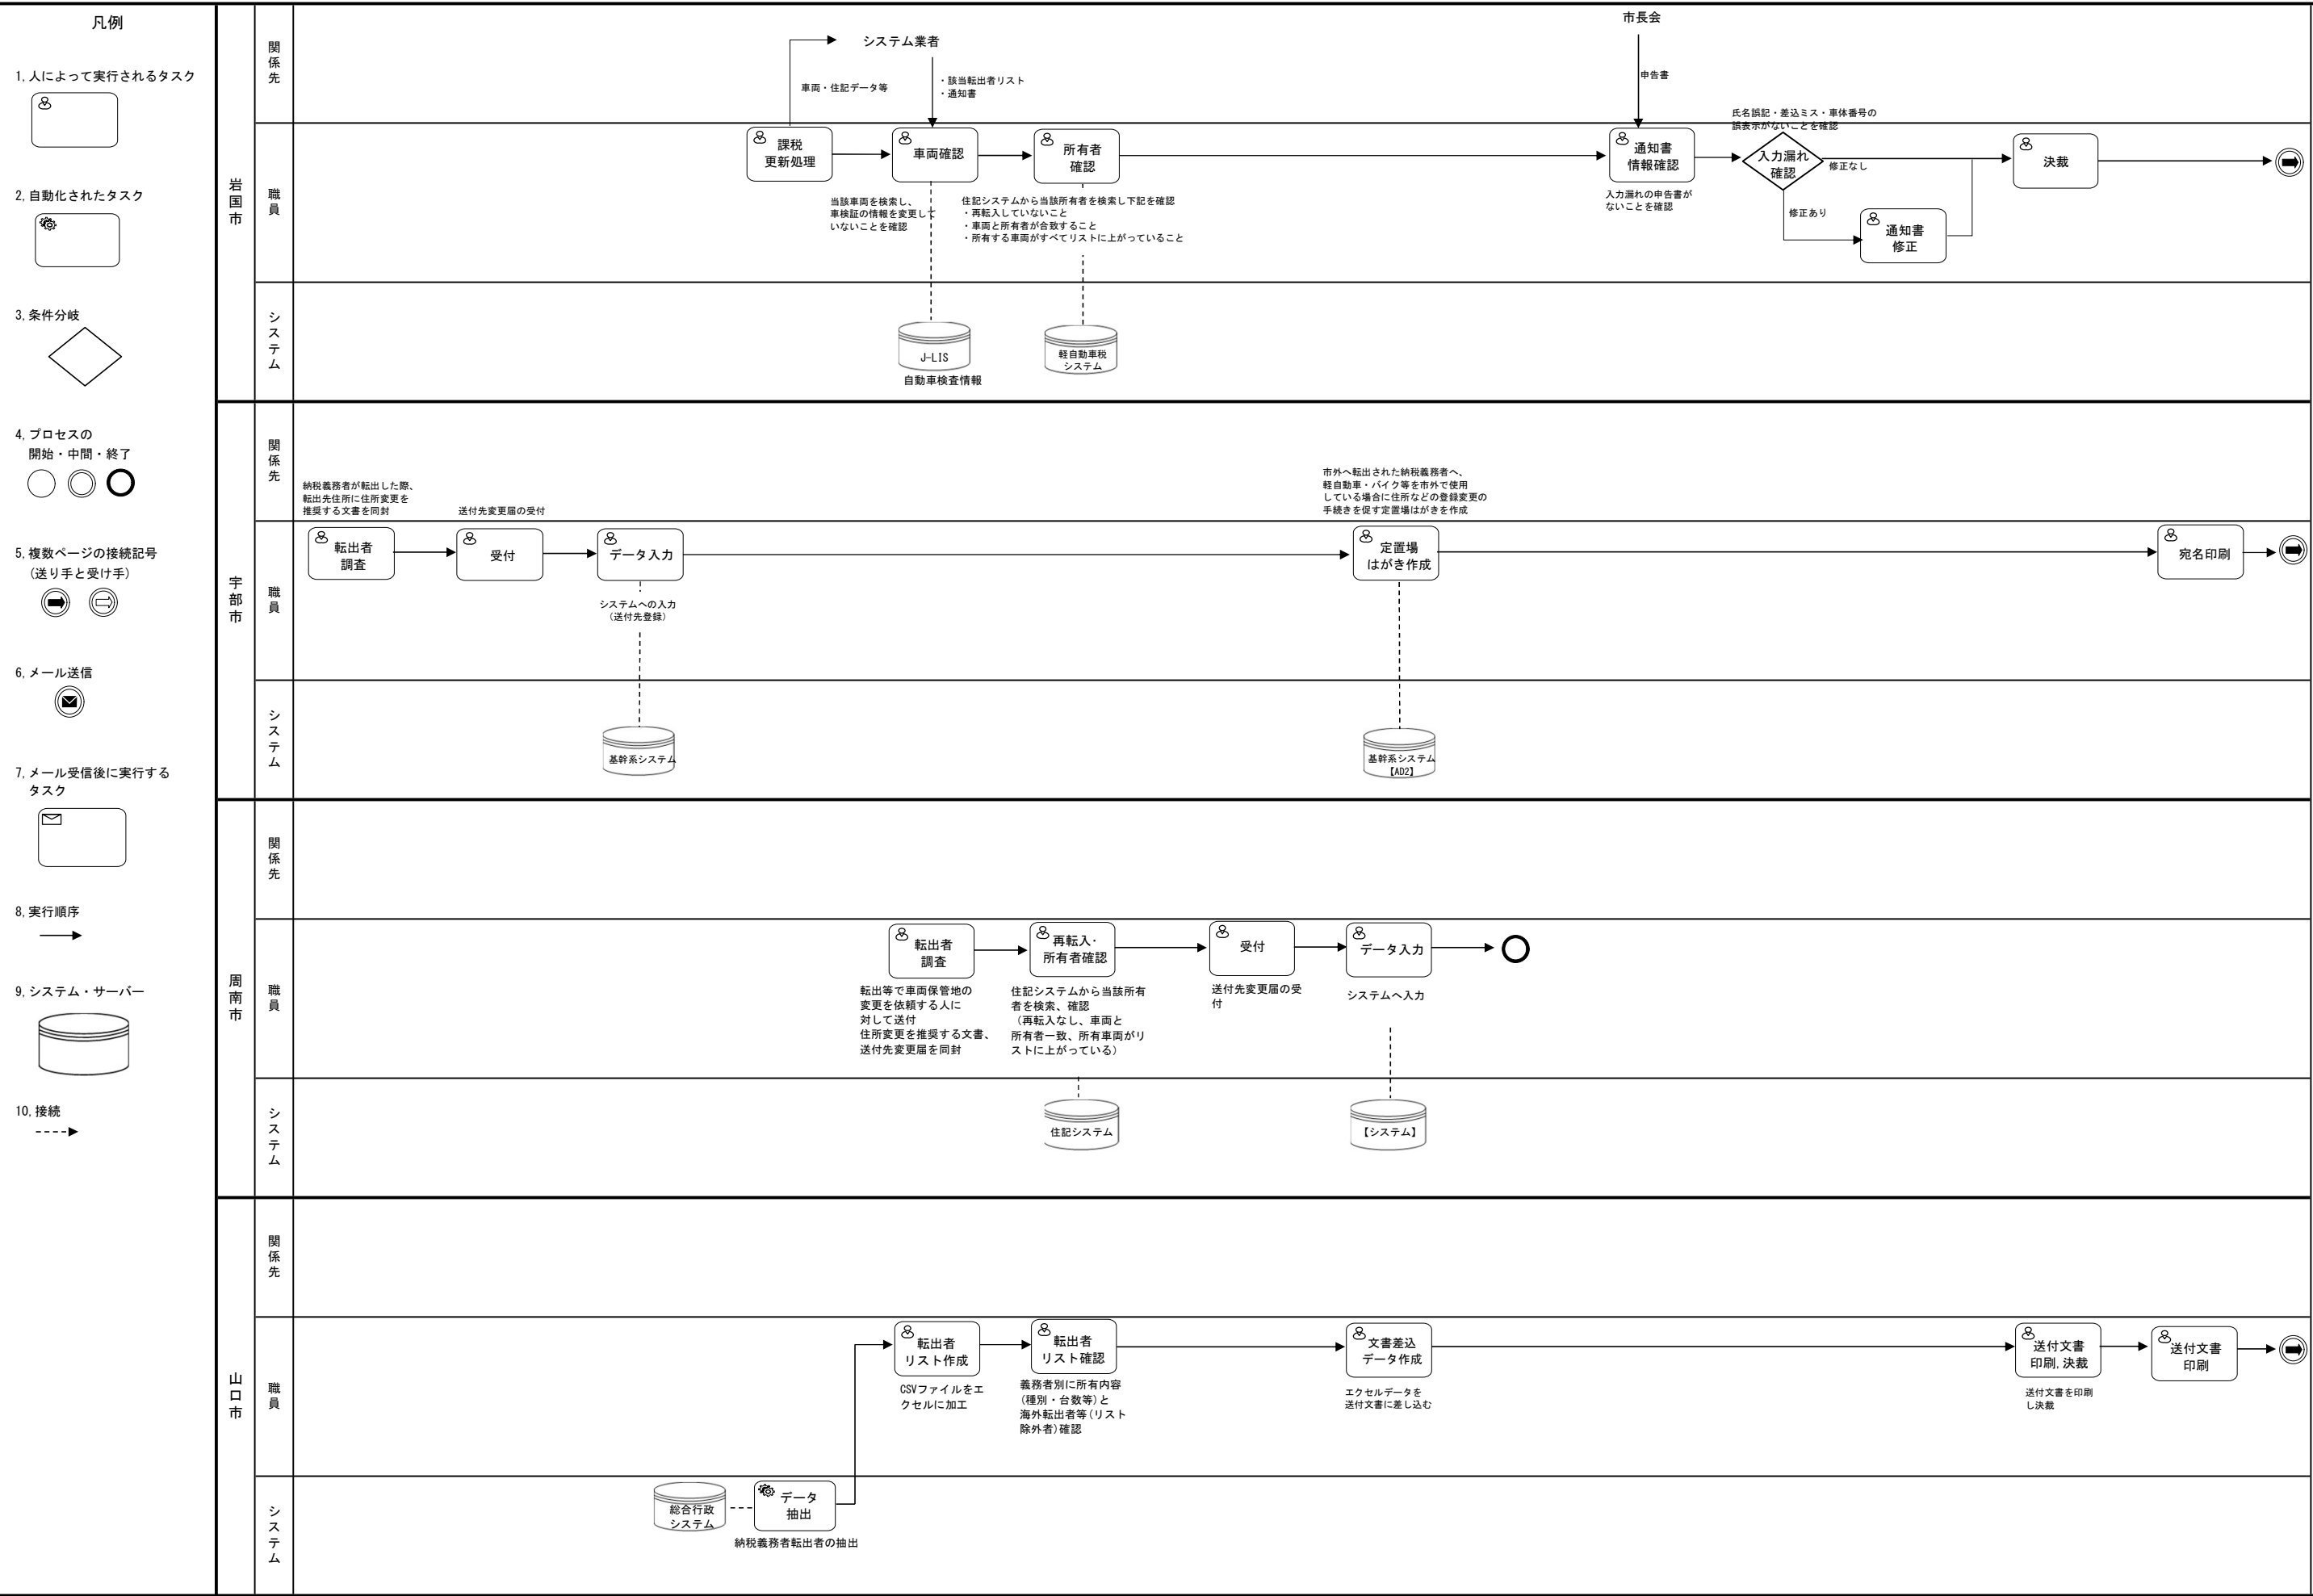 凡例
1.人によって実行されるタスク
2.自動化されたタスク
3.条件分岐
4.プロセスの
開始・中間・終了
5.複数ページの接続記号
(送り手と受け手)
6.メール送信
7.メール受信後に実行する
タスク
8.実行順序
9.システム・サーバー
10.接続
岩国市
関係先
システム業者
車両・住記データ等
・該当転出者リスト
・通知書
市長会
申告書
職員
課税
更新処理
車両確認
当該車両を検索し、
車検証の情報を変更して
いないことを確認
所有者
確認
住記システムから当該所有者を検索し下記を確認
・再転入していないこと
・車両と所有者が合致すること
・所有する車両がすべてリストに上がっていること
通知書
情報確認
入力漏れの申告書が
ないことを確認
氏名誤記・差込ミス・車体番号の
誤表示がないことを確認
入力漏れ
確認
修正なし
修正あり
通知書
修正
決裁
システム
J-LIS
自動車検査情報
軽自動車税
システム
宇部市
関係先
納税義務者が転出した際、
転出先住所に住所変更を
推奨する文書を同封
送付先変更届の受付
市外へ転出された納税義務者へ、
軽自動車・バイク等を市外で使用
している場合に住所などの登録変更の
手続きを促す定置場はがきを作成
職員
転出者
調査
受付
データ入力
システムへの入力
(送付先登録)
定置場
はがき作成
宛名印刷
システム
基幹系システム
基幹系システム
【AD2】
周南市
関係先
職員
転出者
調査
転出等で車両保管地の
変更を依頼する人に
対して送付
住所変更を推奨する文書、
送付先変更届を同封
再転入・
所有者確認
住記システムから当該所有
者を検索、確認
(再転入なし、車両と
所有者一致、所有車両がリ
ストに上がっている)
受付
送付先変更届の受
付
データ入力
システムへ入力
システム
住記システム
【システム】
山口市
関係先
職員
転出者
リスト作成
CSVファイルをエ
クセルに加工
転出者
リスト確認
義務者別に所有内容
(種別・台数等)と
海外転出者等(リスト
除外者)確認
文書差込
データ作成
エクセルデータを
送付文書に差し込む
送付文書
印刷.決裁
送付文書を印刷
し決裁
送付文書
印刷
システム
総合行政
システム
データ
抽出
納税義務者転出者の抽出